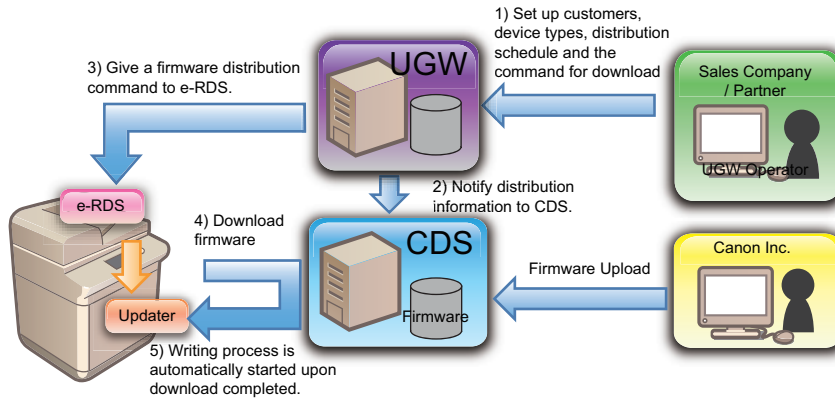 1) Set up customers,
device types, distribution
schedule and the
command for download
3) Give a firmware distribution
command to e-RDS.
UGW
Sales Company
/ Partner
UGW Operator
e-RDS
2) Notify distribution
information to CDS.
4) Download
firmware
CDS
Canon Inc.
Firmware Upload
Updater
Firmware
5) Writing process is
automatically started upon
download completed.